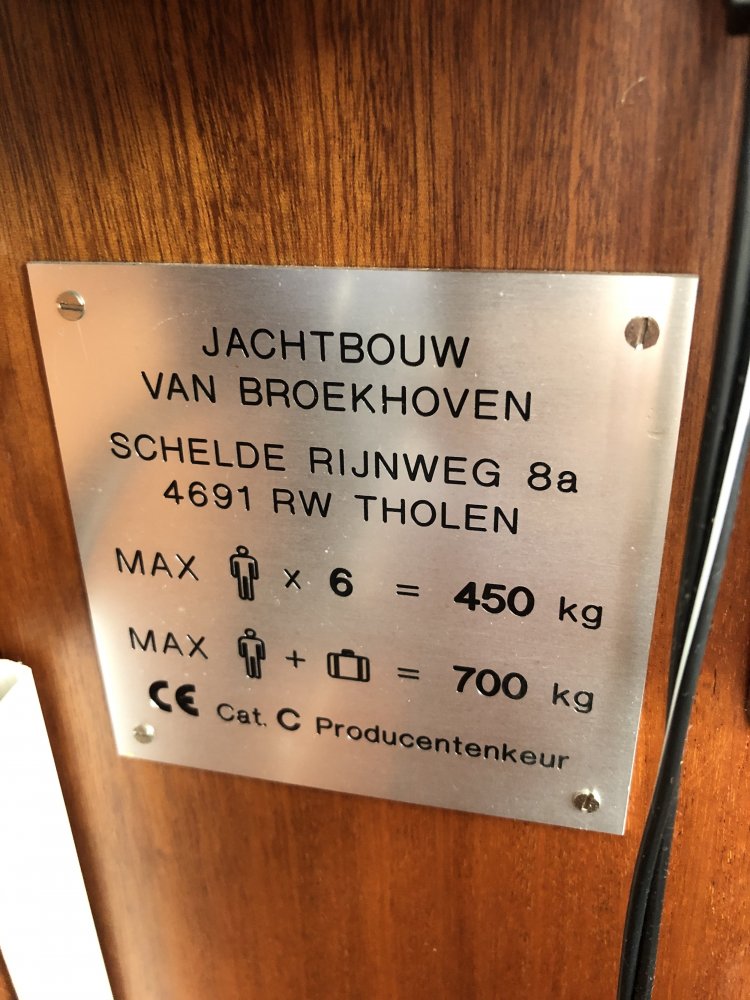 JACHTBOUW
VAN BROEKHOVEN
SCHELDE RIJNWEG 8a
4691 RW THOLEN
MAX x 6 = 450 kg
MAX + = 700 kg
CE Cat. C Producentenkeur